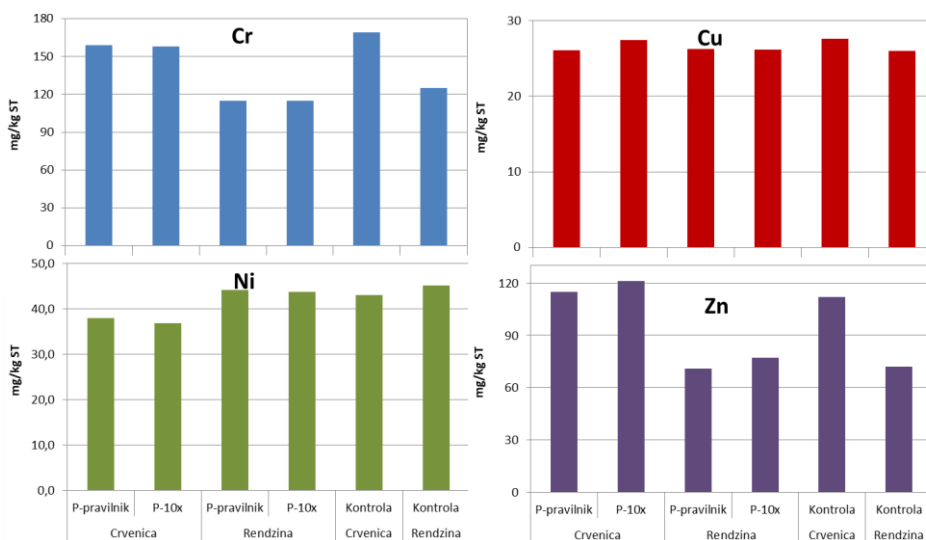 Cr
mg/kg ST
180
150
120
90
60
30
0
Cu
mg/kg ST
30
20
10
0
Ni
mg/kg ST
50,0
40,0
30,0
20,0
10,0
0,0
P-pravilnik P-10x P-pravilnik P-10x Kontrola Kontrola
Crvenica Rendzina Crvenica Rendzina
Zn
mg/kg ST
120
90
60
30
0
P-pravilnik P-10x P-pravilnik P-10x Kontrola Kontrola
Crvenica Rendzina Crvenica Rendzina